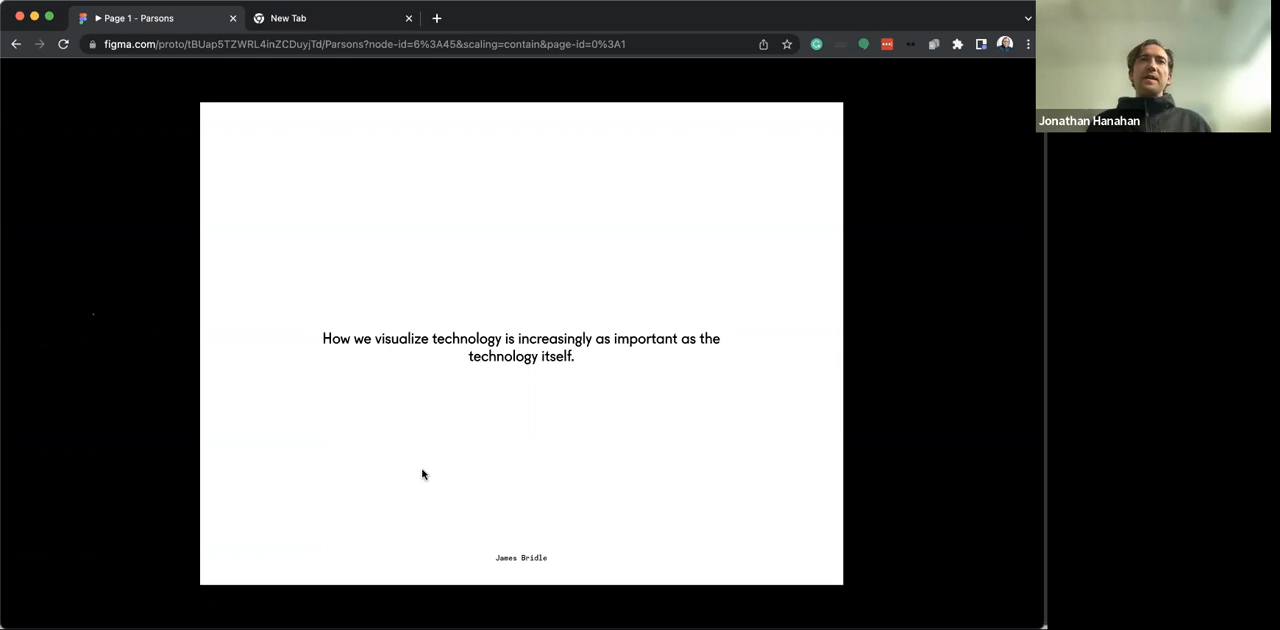 ▶ Page 1 - Parsons
New Tab
figma.com/proto/tBUap5TZWRL4inZCDuyjTd/Parsons?node-id=6%3A45&scaling=contain&page-id=0%3A1
Jonathan Hanahan
How we visualize technology is increasingly as important as the
technology itself.
James Bridle